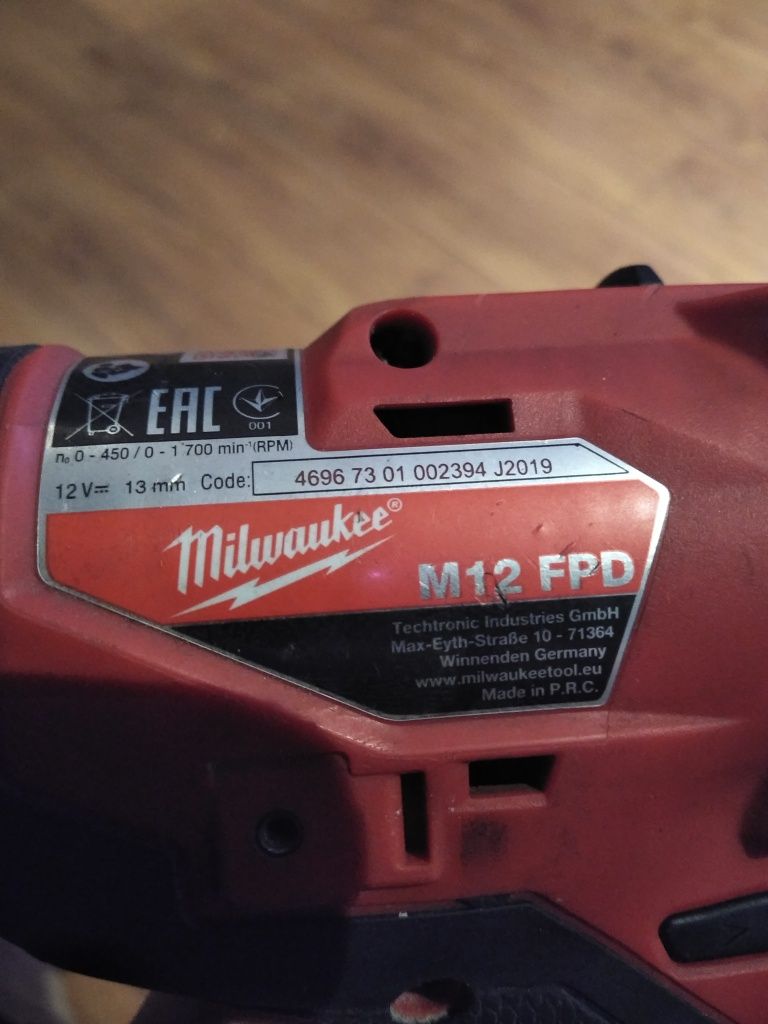 EAC
001
n₀ 0 - 450 / 0 - 1 700 min⁻¹(RPM)
12 V⎓ 13 mm Code: 4696 73 01 002394 J2019
Milwaukee®
M12 FPD
Techtronic Industries GmbH
Max-Eyth-Straße 10 - 71364
Winnenden Germany
www.milwaukeetool.eu
Made in P.R.C.